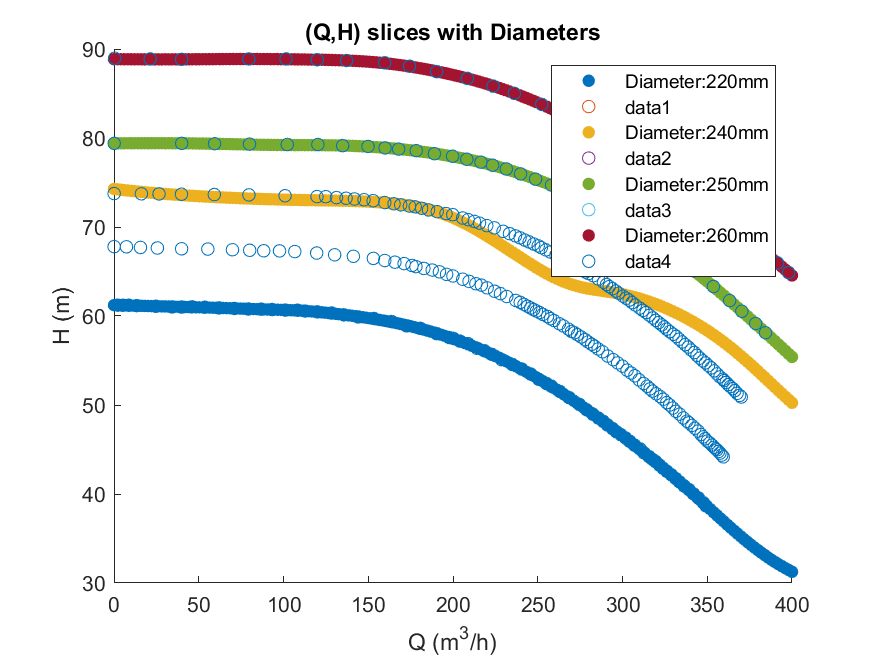 (Q,H) slices with Diameters
90
80
70
60
50
40
30
H (m)
0 50 100 150 200 250 300 350 400
Q (m^3/h)
Diameter:220mm
data1
Diameter:240mm
data2
Diameter:250mm
data3
Diameter:260mm
data4